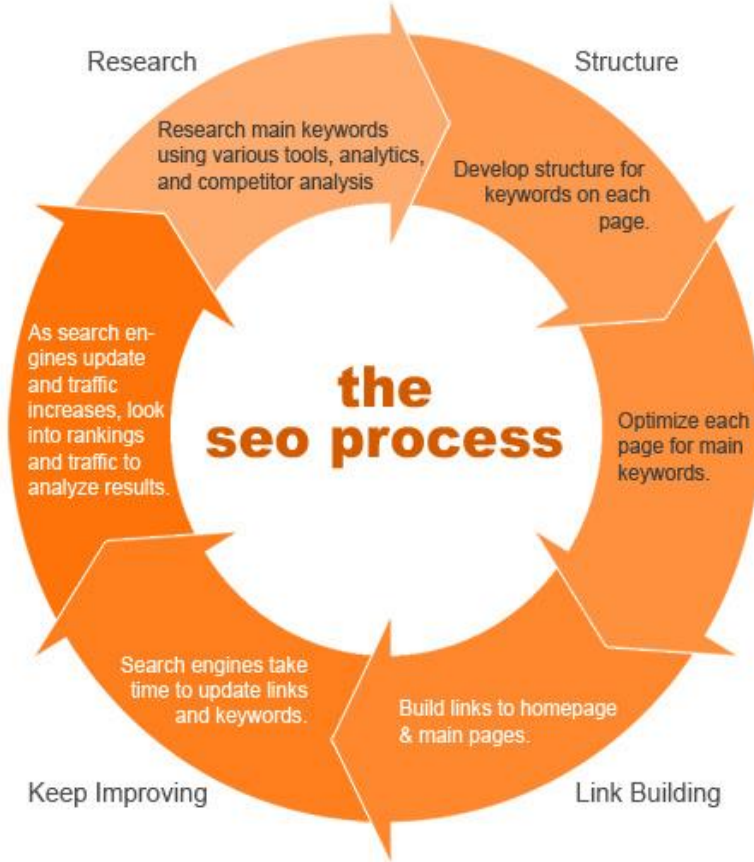 Research
Structure
Research main keywords
using various tools, analytics,
and competitor analysis
Develop structure for
keywords on each
page.
Optimize each
page for main
keywords.
Build links to homepage
& main pages.
Search engines take
time to update links
and keywords.
As search en-
gines update
and traffic
increases, look
into rankings
and traffic to
analyze results.
the
seo process
Keep Improving
Link Building